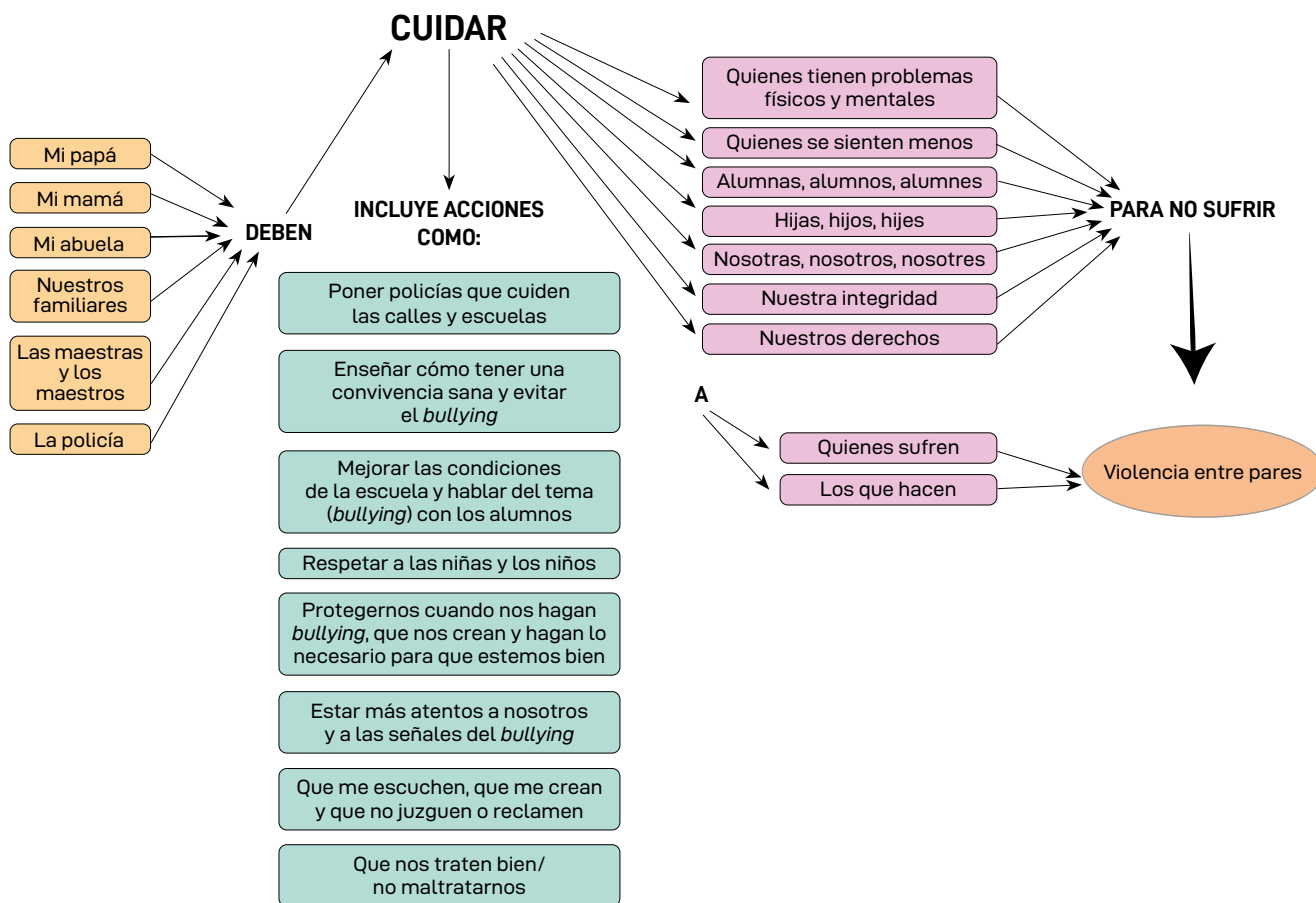 CUIDAR
Mi papá
Mi mamá
Mi abuela
Nuestros
familiares
Las maestras
y los
maestros
La policía
DEBEN
INCLUYE ACCIONES
COMO:
Poner policías que cuiden
las calles y escuelas
Enseñar cómo tener una
convivencia sana y evitar
el bullying
Mejorar las condiciones
de la escuela y hablar del tema
(bullying) con los alumnos
Respetar a las niñas y los niños
Protegernos cuando nos hagan
bullying, que nos crean y hagan lo
necesario para que estemos bien
Estar más atentos a nosotros
y a las señales del bullying
Que me escuchen, que me crean
y que no juzguen o reclamen
Que nos traten bien/
no maltratarnos
Quienes tienen problemas
físicos y mentales
Quienes se sienten menos
Alumnas, alumnos, alumnes
Hijas, hijos, hijes
Nosotras, nosotros, nosotres
Nuestra integridad
Nuestros derechos
PARA NO SUFRIR
A
Quienes sufren
Los que hacen
Violencia entre pares